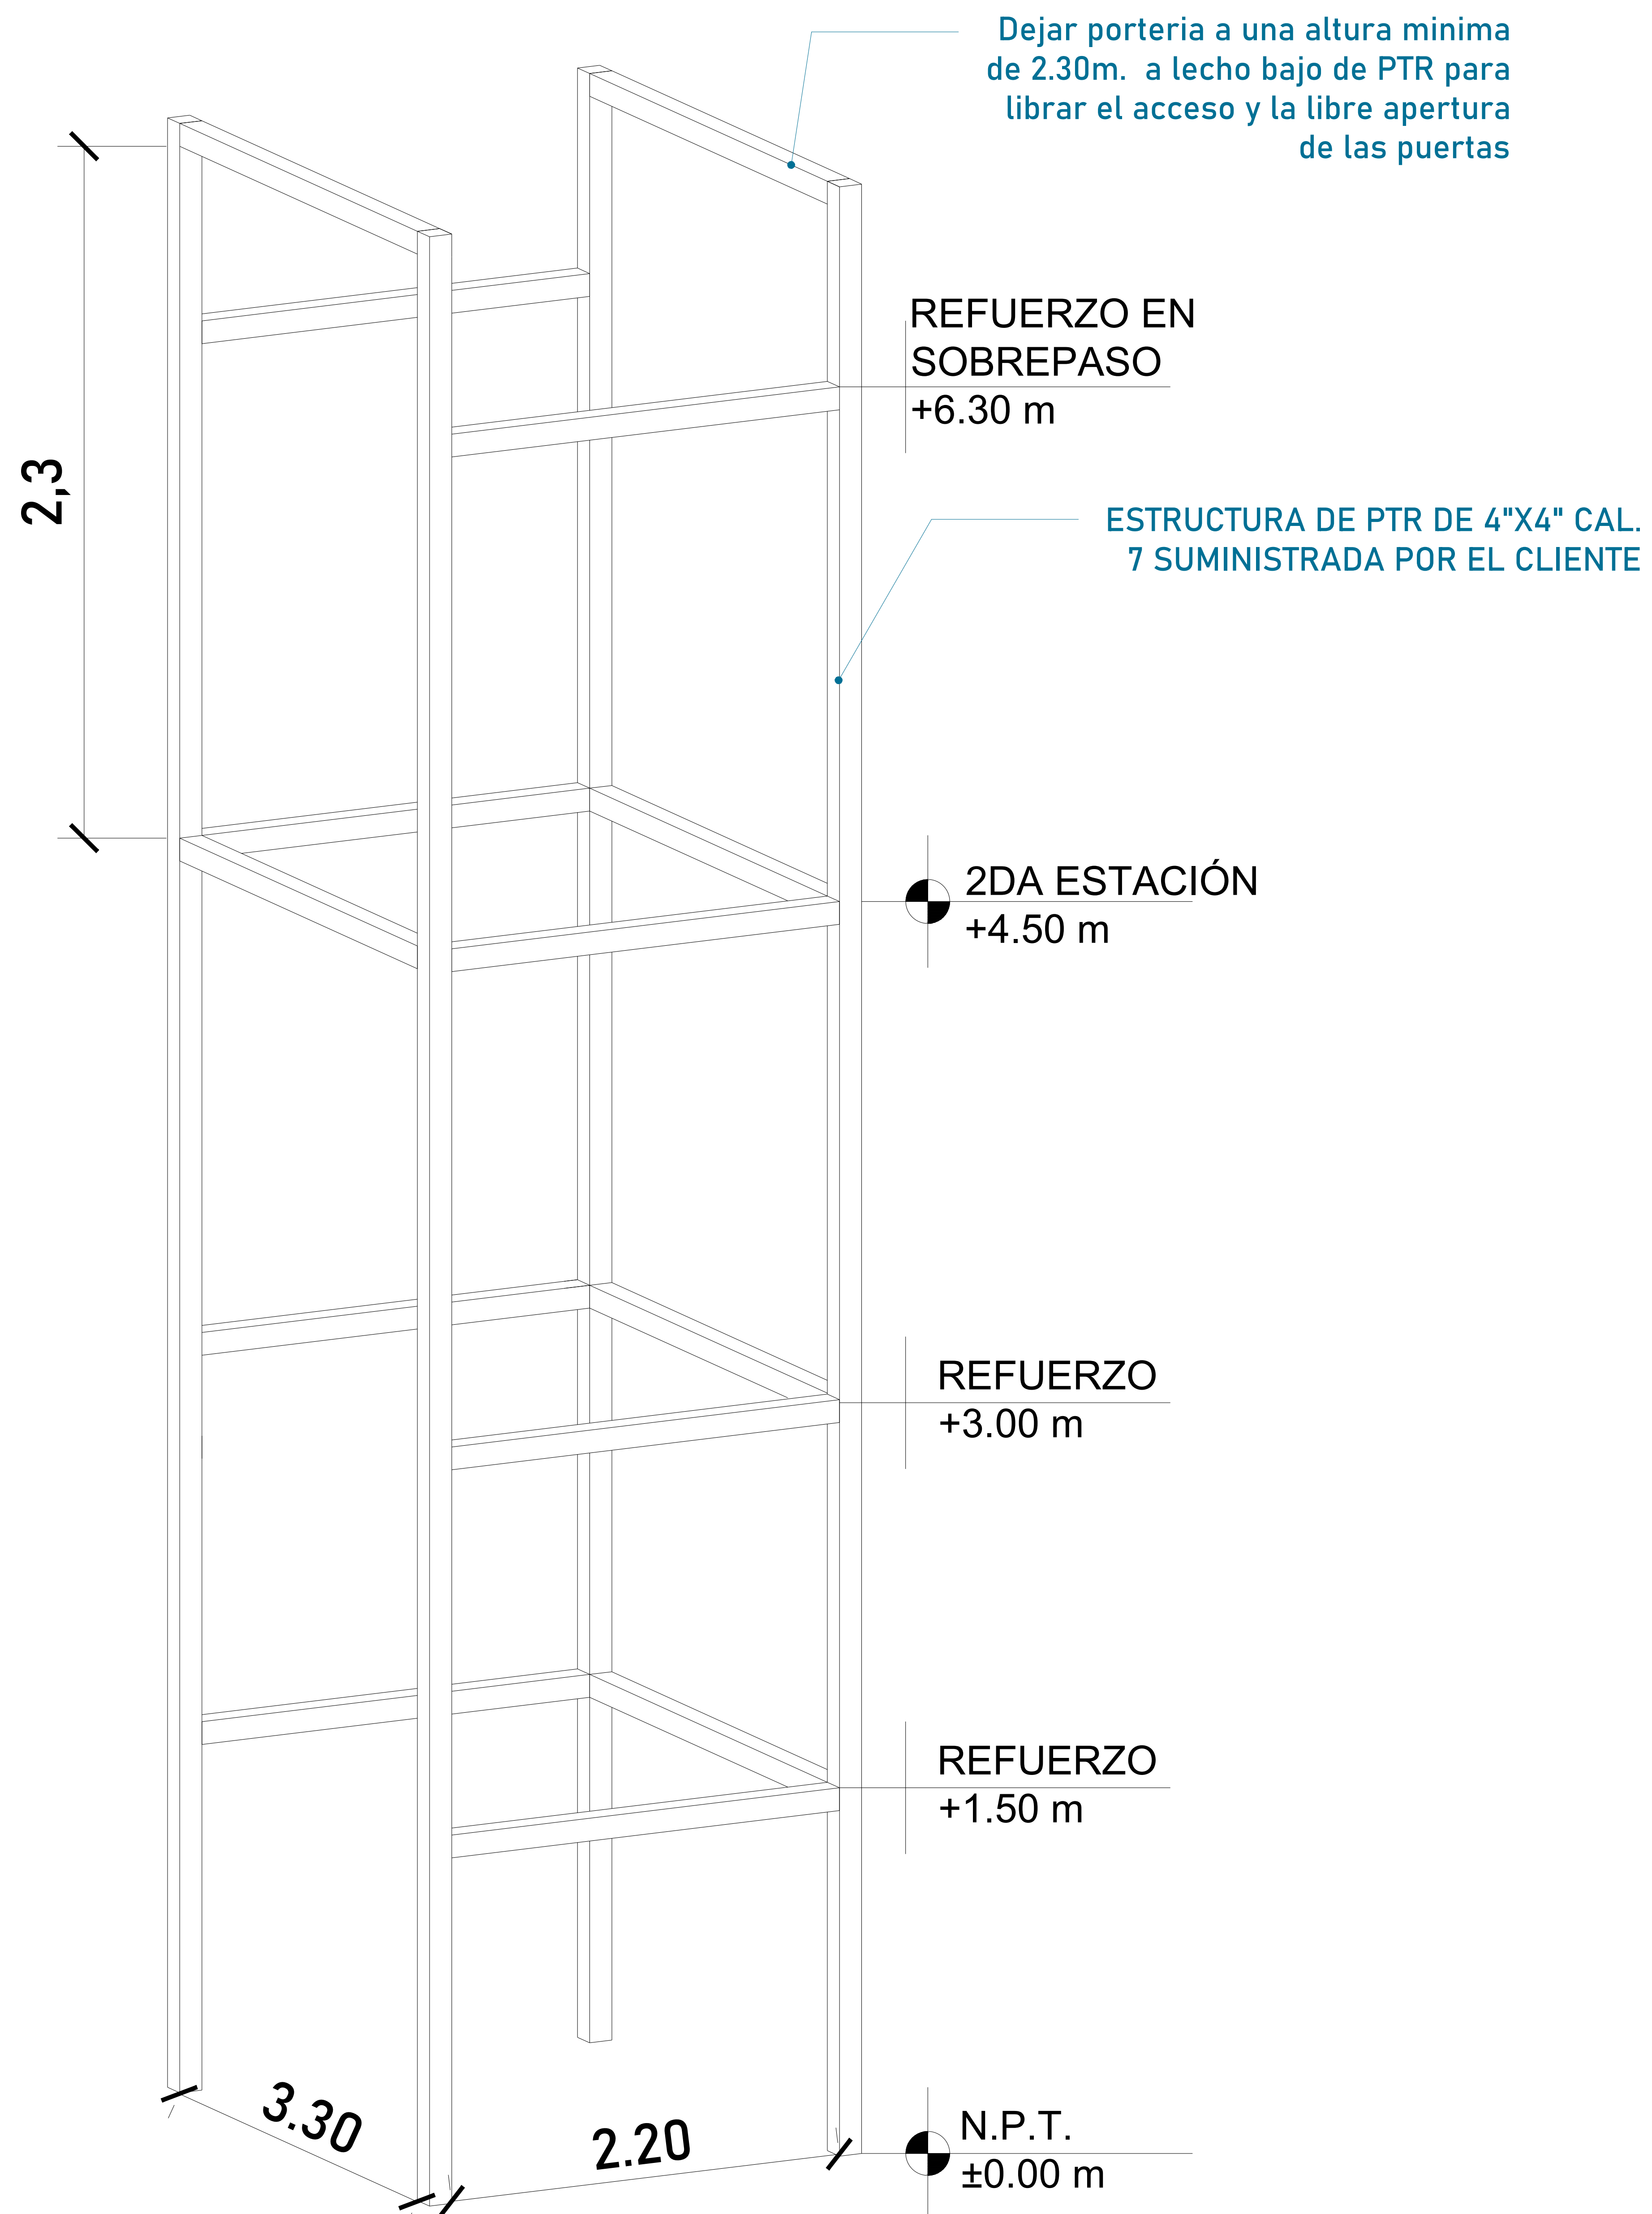 Dejar porteria a una altura minima
de 2.30m. a lecho bajo de PTR para
librar el acceso y la libre apertura
de las puertas
REFUERZO EN
SOBREPASO
+6.30 m
2,3
ESTRUCTURA DE PTR DE 4"X4" CAL.
7 SUMINISTRADA POR EL CLIENTE
2DA ESTACIÓN
+4.50 m
REFUERZO
+3.00 m
REFUERZO
+1.50 m
3.30
2.20
N.P.T.
±0.00 m